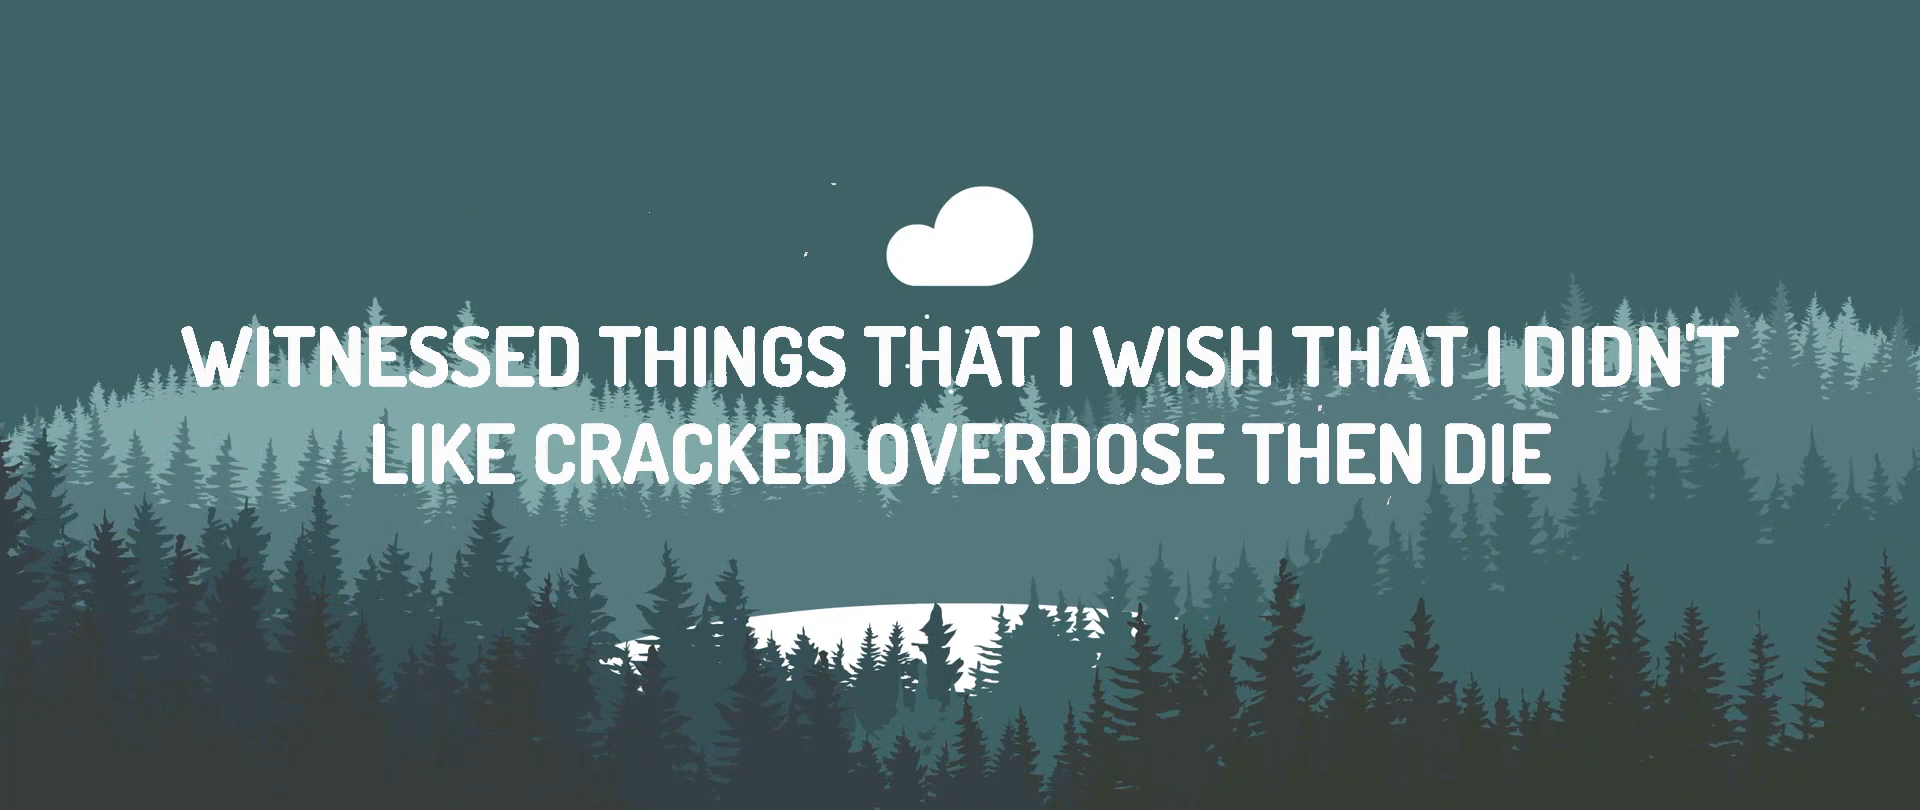 WITNESSED THINGS THAT I WISH THAT I DIDN'T
LIKE CRACKED OVERDOSE THEN DIE